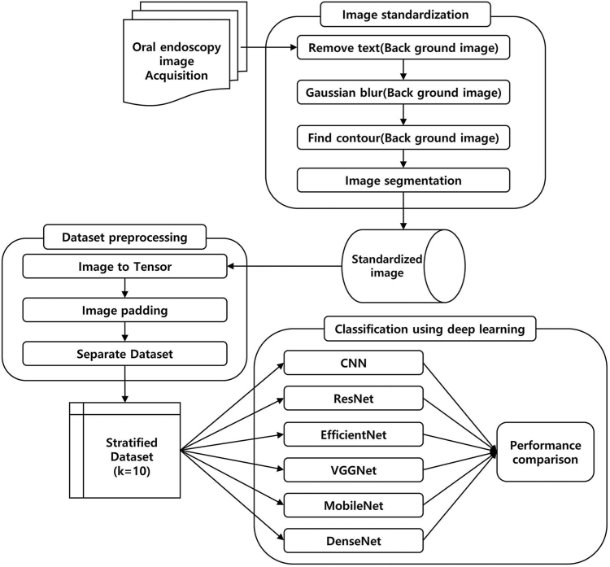 Oral endoscopy
image
Acquisition
Image standardization
Remove text(Back ground image)
Gaussian blur(Back ground image)
Find contour(Back ground image)
Image segmentation
Standardized
image
Dataset preprocessing
Image to Tensor
Image padding
Separate Dataset
Stratified
Dataset
(k=10)
Classification using deep learning
CNN
ResNet
EfficientNet
VGGNet
MobileNet
DenseNet
Performance
comparison